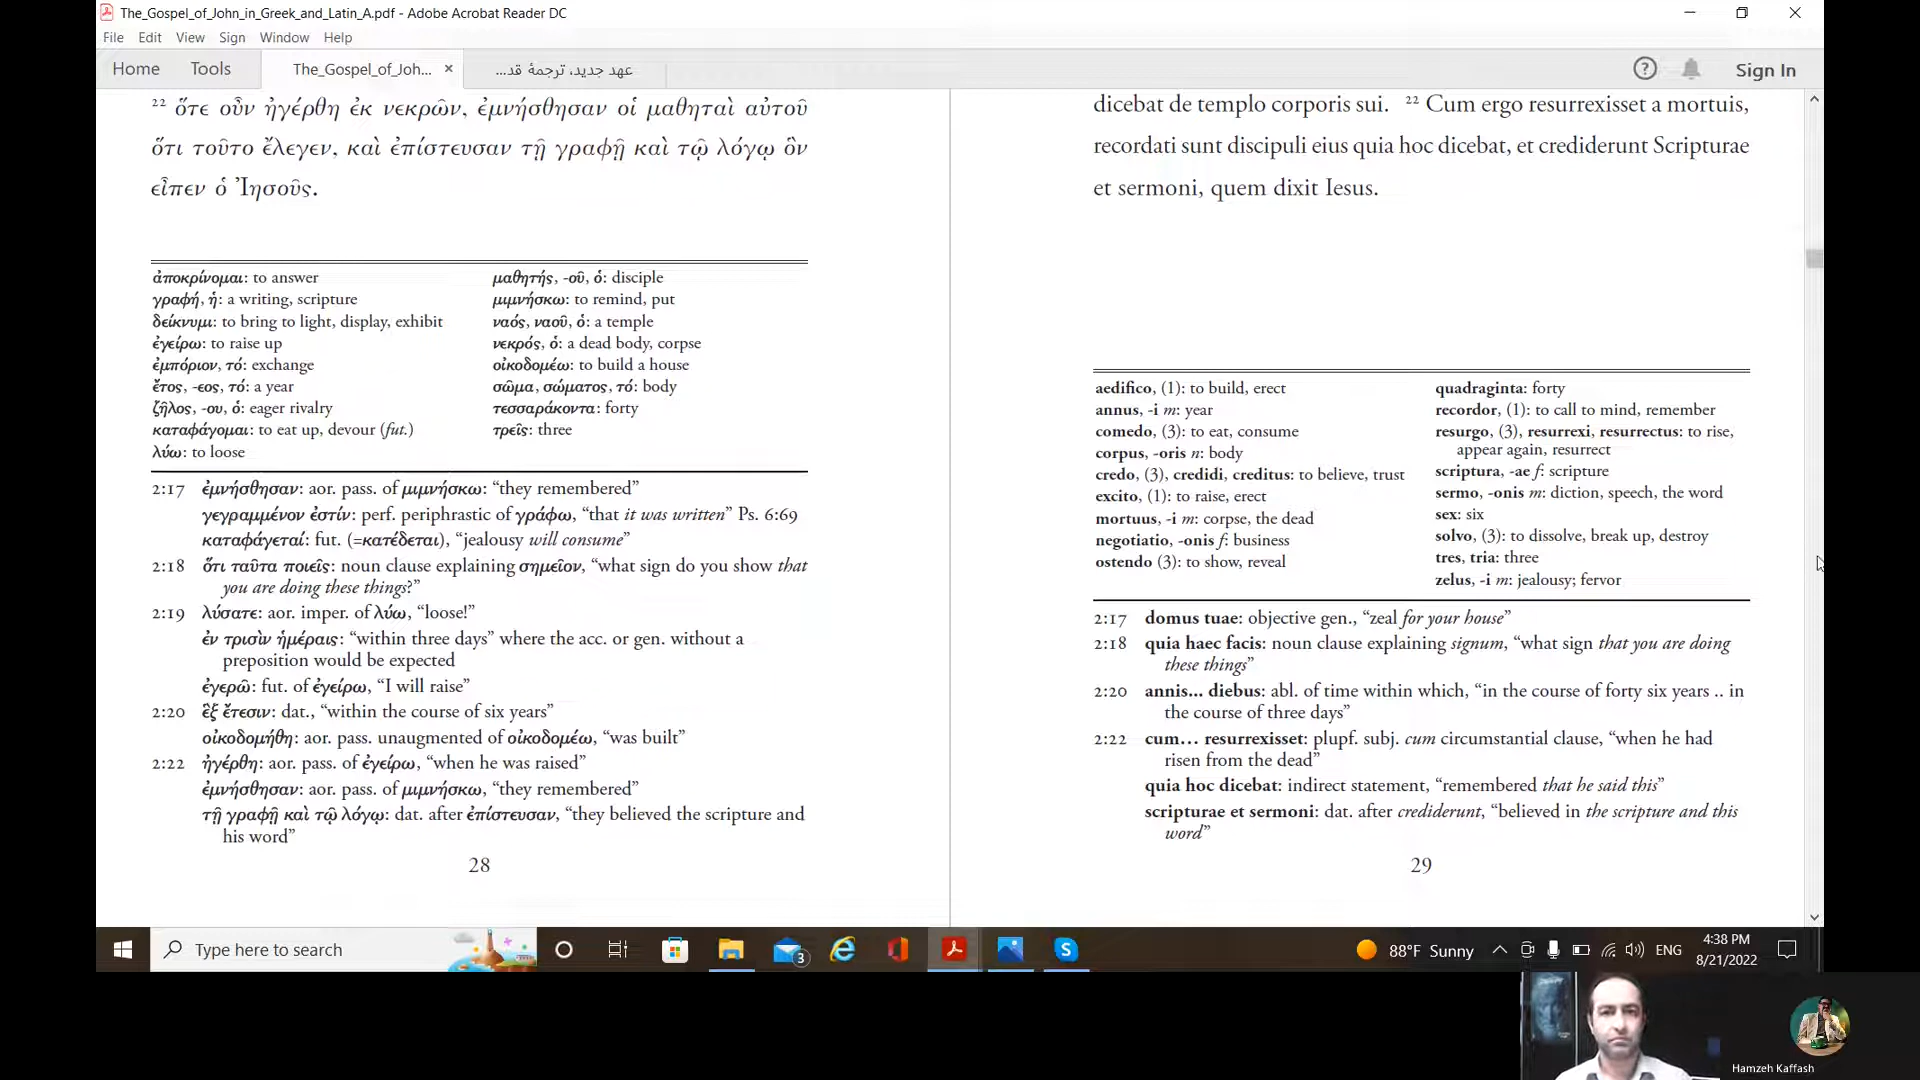 The_Gospel_of_John_in_Greek_and_Latin_A.pdf - Adobe Acrobat Reader DC
File Edit View Sign Window Help
Home Tools The_Gospel_of_Joh... × عهد جدید، ترجمهٔ قد... Sign In
²² ὅτε οὖν ἠγέρθη ἐκ νεκρῶν, ἐμνήσθησαν οἱ μαθηταὶ αὐτοῦ
ὅτι τοῦτο ἔλεγεν, καὶ ἐπίστευσαν τῇ γραφῇ καὶ τῷ λόγῳ ὃν
εἶπεν ὁ Ἰησοῦς.
ἀποκρίνομαι: to answer
γραφή, ἡ: a writing, scripture
δείκνυμι: to bring to light, display, exhibit
ἐγείρω: to raise up
ἐμπόριον, τό: exchange
ἔτος, -εος, τό: a year
ζῆλος, -ου, ὁ: eager rivalry
καταφάγομαι: to eat up, devour (fut.)
λύω: to loose
μαθητής, -οῦ, ὁ: disciple
μιμνήσκω: to remind, put
ναός, ναοῦ, ὁ: a temple
νεκρός, ὁ: a dead body, corpse
οἰκοδομέω: to build a house
σῶμα, σώματος, τό: body
τεσσαράκοντα: forty
τρεῖς: three
2:17 ἐμνήσθησαν: aor. pass. of μιμνήσκω: “they remembered”
γεγραμμένον ἐστίν: perf. periphrastic of γράφω, “that it was written” Ps. 6:69
καταφάγεταί: fut. (=κατέδεται), “jealousy will consume”
2:18 ὅτι ταῦτα ποιεῖς: noun clause explaining σημεῖον, “what sign do you show that
you are doing these things?”
2:19 λύσατε: aor. imper. of λύω, “loose!”
ἐν τρισὶν ἡμέραις: “within three days” where the acc. or gen. without a
preposition would be expected
ἐγερῶ: fut. of ἐγείρω, “I will raise”
2:20 ἓξ ἔτεσιν: dat., “within the course of six years”
οἰκοδομήθη: aor. pass. unaugmented of οἰκοδομέω, “was built”
2:22 ἠγέρθη: aor. pass. of ἐγείρω, “when he was raised”
ἐμνήσθησαν: aor. pass. of μιμνήσκω, “they remembered”
τῇ γραφῇ καὶ τῷ λόγῳ: dat. after ἐπίστευσαν, “they believed the scripture and
his word”
28
dicebat de templo corporis sui. ²² Cum ergo resurrexisset a mortuis,
recordati sunt discipuli eius quia hoc dicebat, et crediderunt Scripturae
et sermoni, quem dixit Iesus.
aedifico, (1): to build, erect
annus, -i m: year
comedo, (3): to eat, consume
corpus, -oris n: body
credo, (3), credidi, creditus: to believe, trust
excito, (1): to raise, erect
mortuus, -i m: corpse, the dead
negotiatio, -onis f: business
ostendo (3): to show, reveal
quadraginta: forty
recordor, (1): to call to mind, remember
resurgo, (3), resurrexi, resurrectus: to rise,
appear again, resurrect
scriptura, -ae f: scripture
sermo, -onis m: diction, speech, the word
sex: six
solvo, (3): to dissolve, break up, destroy
tres, tria: three
zelus, -i m: jealousy; fervor
2:17 domus tuae: objective gen., “zeal for your house”
2:18 quia haec facis: noun clause explaining signum, “what sign that you are doing
these things”
2:20 annis... diebus: abl. of time within which, “in the course of forty six years .. in
the course of three days”
2:22 cum... resurrexisset: plupf. subj. cum circumstantial clause, “when he had
risen from the dead”
quia hoc dicebat: indirect statement, “remembered that he said this”
scripturae et sermoni: dat. after crediderunt, “believed in the scripture and this
word”
29
Type here to search 3 88°F Sunny ENG 4:38 PM
8/21/2022
Hamzeh Kaffash